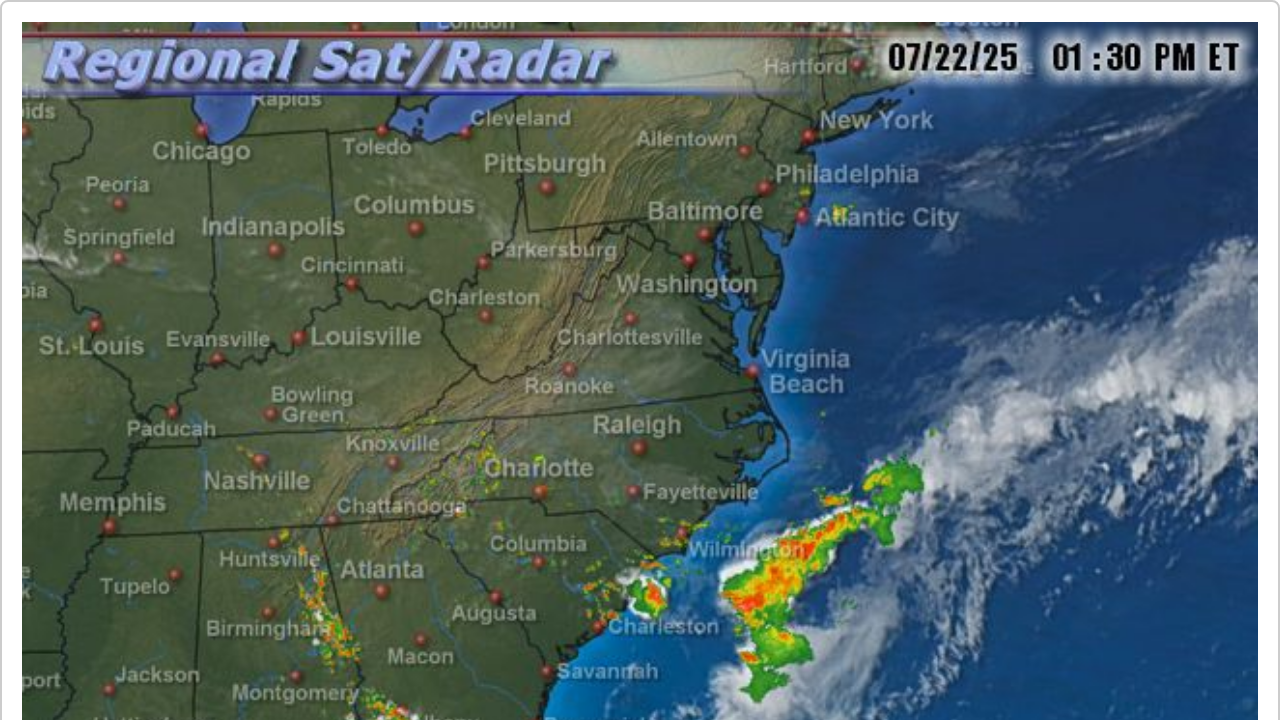 Regional Sat/Radar
07/22/25 01:30 PM ET
London
Boston
Hartford
Rapids
Cleveland
New York
Chicago
Toledo
Allentown
Pittsburgh
Philadelphia
Peoria
Columbus
Baltimore
Atlantic City
Indianapolis
Springfield
Parkersburg
Cincinnati
Washington
Charleston
St. Louis
Evansville
Louisville
Charlottesville
Virginia
Beach
Roanoke
Bowling
Green
Paducah
Raleigh
Knoxville
Nashville
Charlotte
Memphis
Chattanooga
Fayetteville
Huntsville
Columbia
Wilmington
Tupelo
Atlanta
Birmingham
Augusta
Charleston
Macon
Jackson
Savannah
port
Montgomery